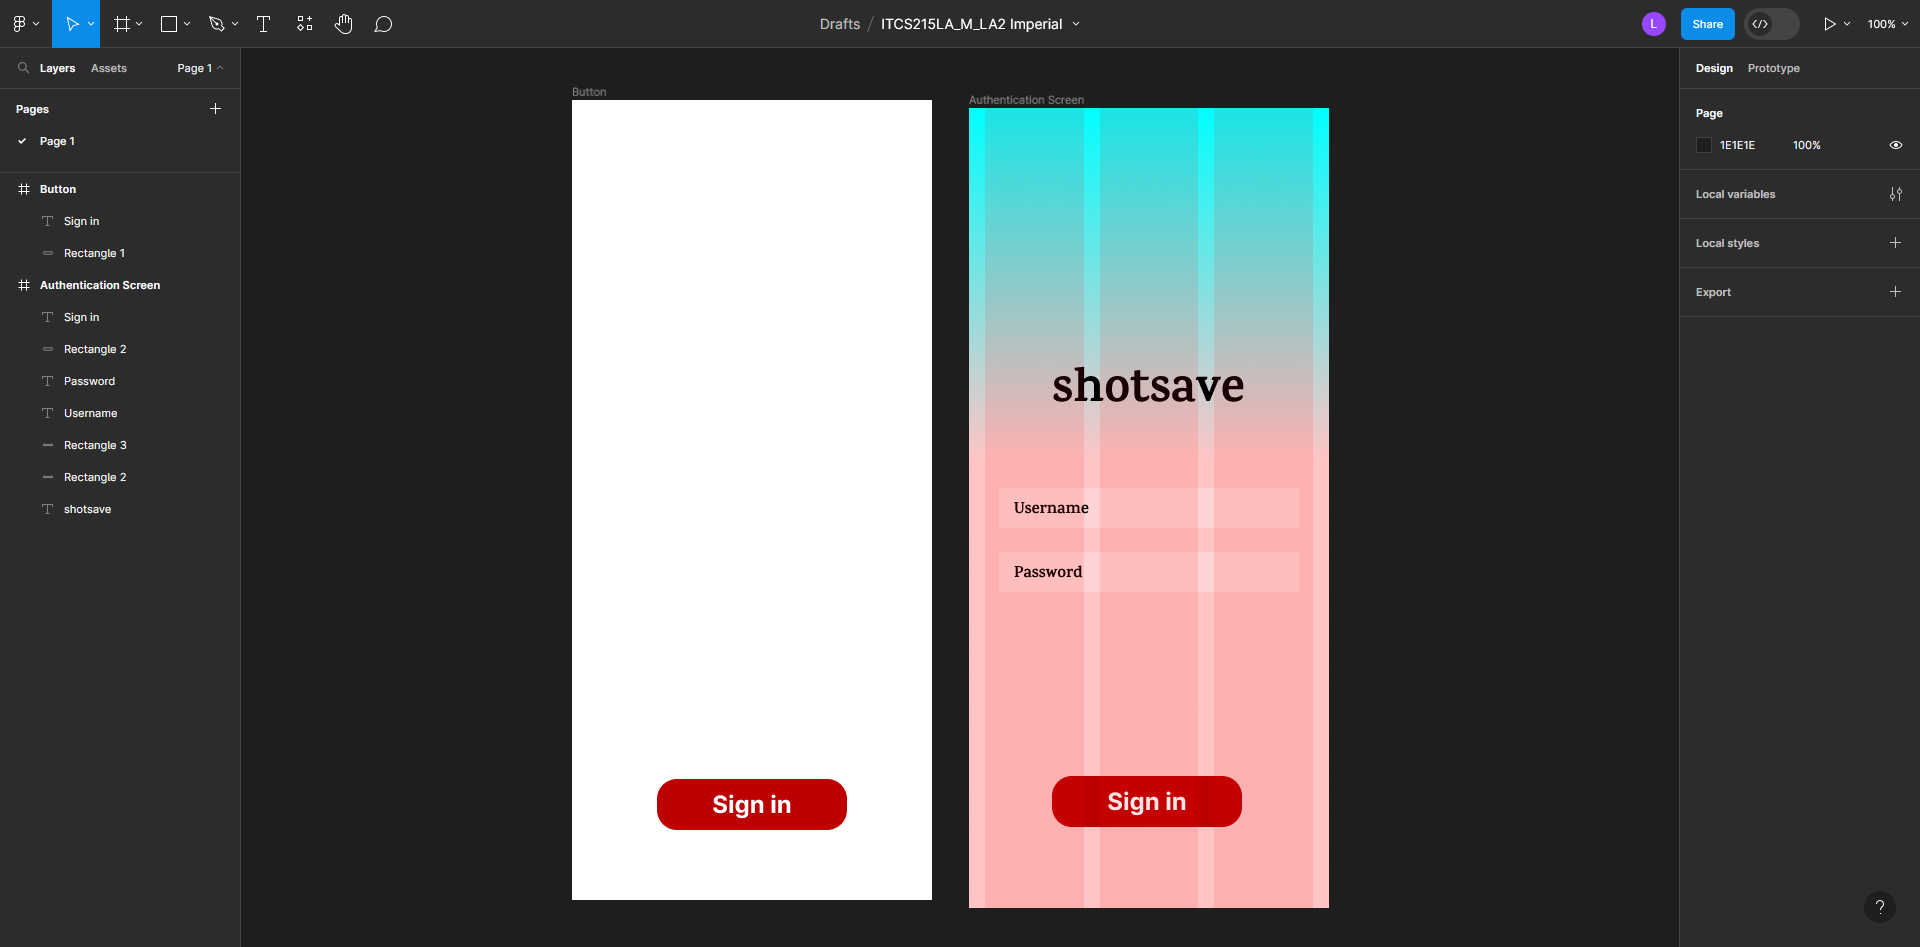 Drafts / ITCS215LA_M_LA2 Imperial
L
Share
100%
Layers
Assets
Page 1
Pages
Page 1
Button
Sign in
Rectangle 1
Authentication Screen
Sign in
Rectangle 2
Password
Username
Rectangle 3
Rectangle 2
shotsave
Button
Sign in
Authentication Screen
shotsave
Username
Password
Sign in
Design
Prototype
Page
1E1E1E
100%
Local variables
Local styles
Export
?